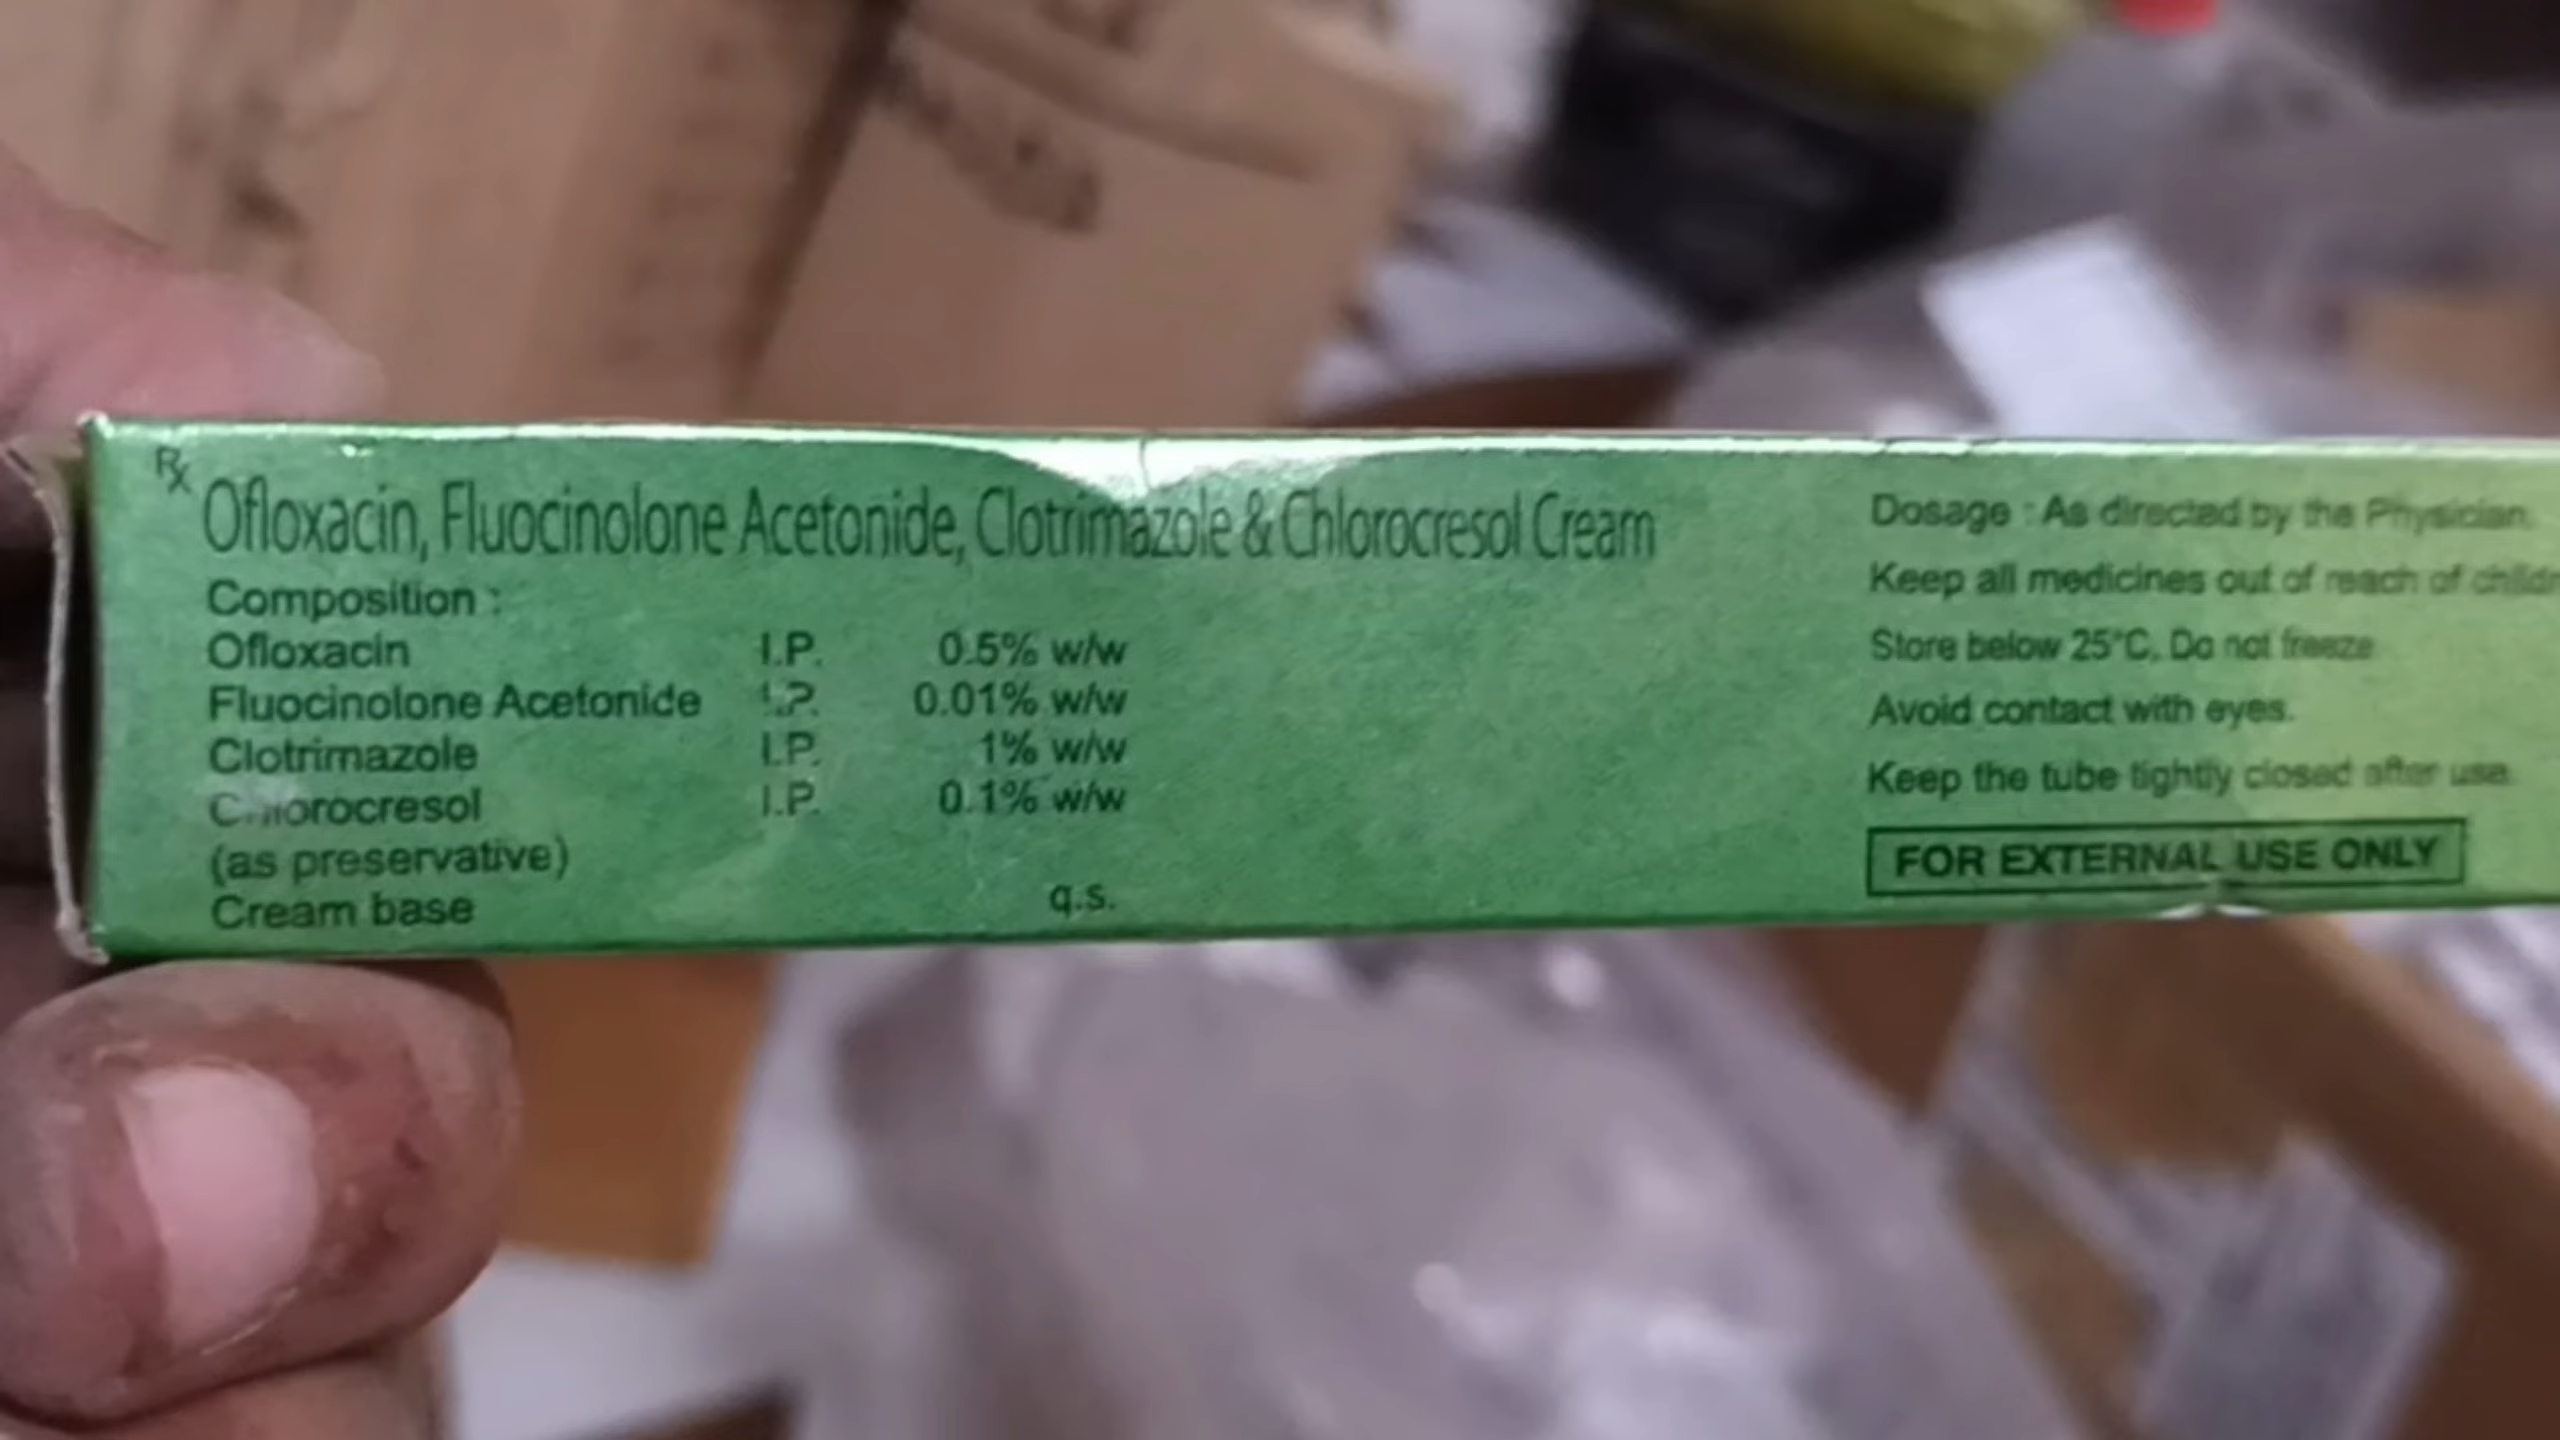 Rx
Ofloxacin, Fluocinolone Acetonide, Clotrimazole & Chlorocresol Cream
Composition :
Ofloxacin I.P. 0.5% w/w
Fluocinolone Acetonide I.P. 0.01% w/w
Clotrimazole I.P. 1% w/w
Chlorocresol I.P. 0.1% w/w
(as preservative)
Cream base q.s.
Dosage : As directed by the Physician.
Keep all medicines out of reach of childr
Store below 25°C. Do not freeze
Avoid contact with eyes.
Keep the tube tightly closed after use.
FOR EXTERNAL USE ONLY